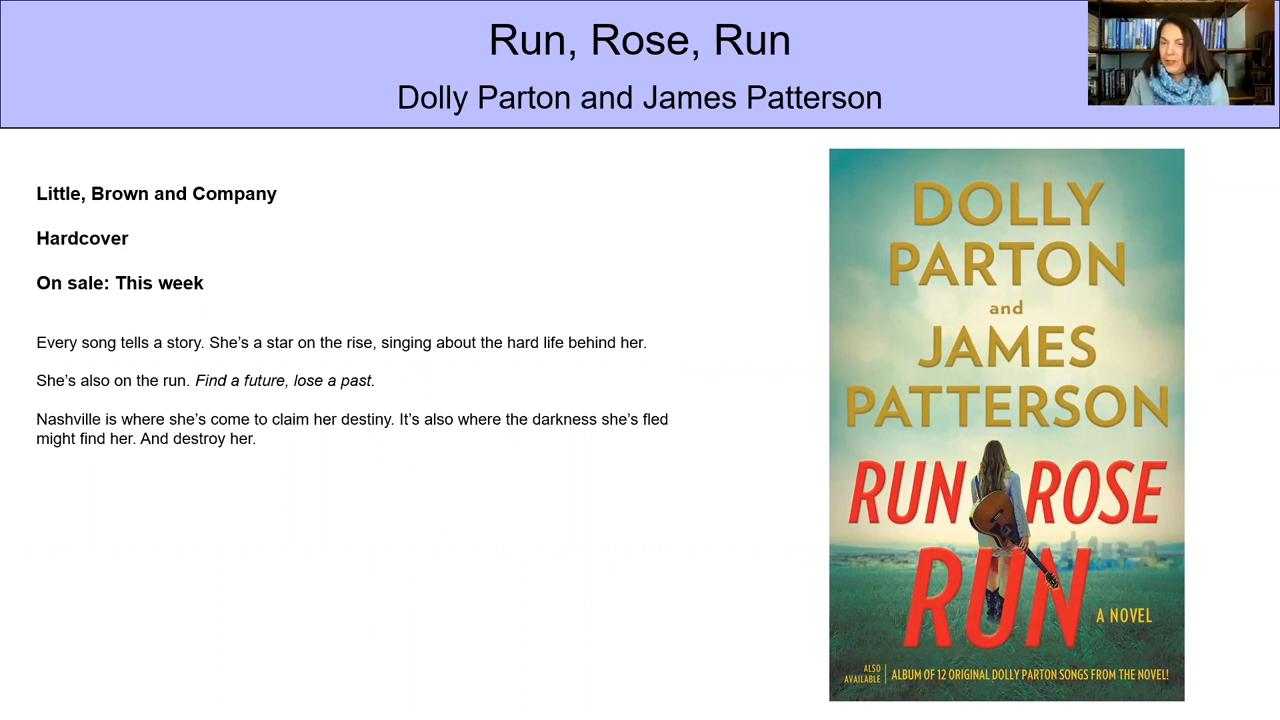 Run, Rose, Run
Dolly Parton and James Patterson
Little, Brown and Company
Hardcover
On sale: This week
Every song tells a story. She’s a star on the rise, singing about the hard life behind her.
She’s also on the run. Find a future, lose a past.
Nashville is where she’s come to claim her destiny. It’s also where the darkness she’s fled
might find her. And destroy her.
DOLLY
PARTON
and
JAMES
PATTERSON
RUN ROSE
RUN
A NOVEL
ALSO
AVAILABLE
ALBUM OF 12 ORIGINAL DOLLY PARTON SONGS FROM THE NOVEL!